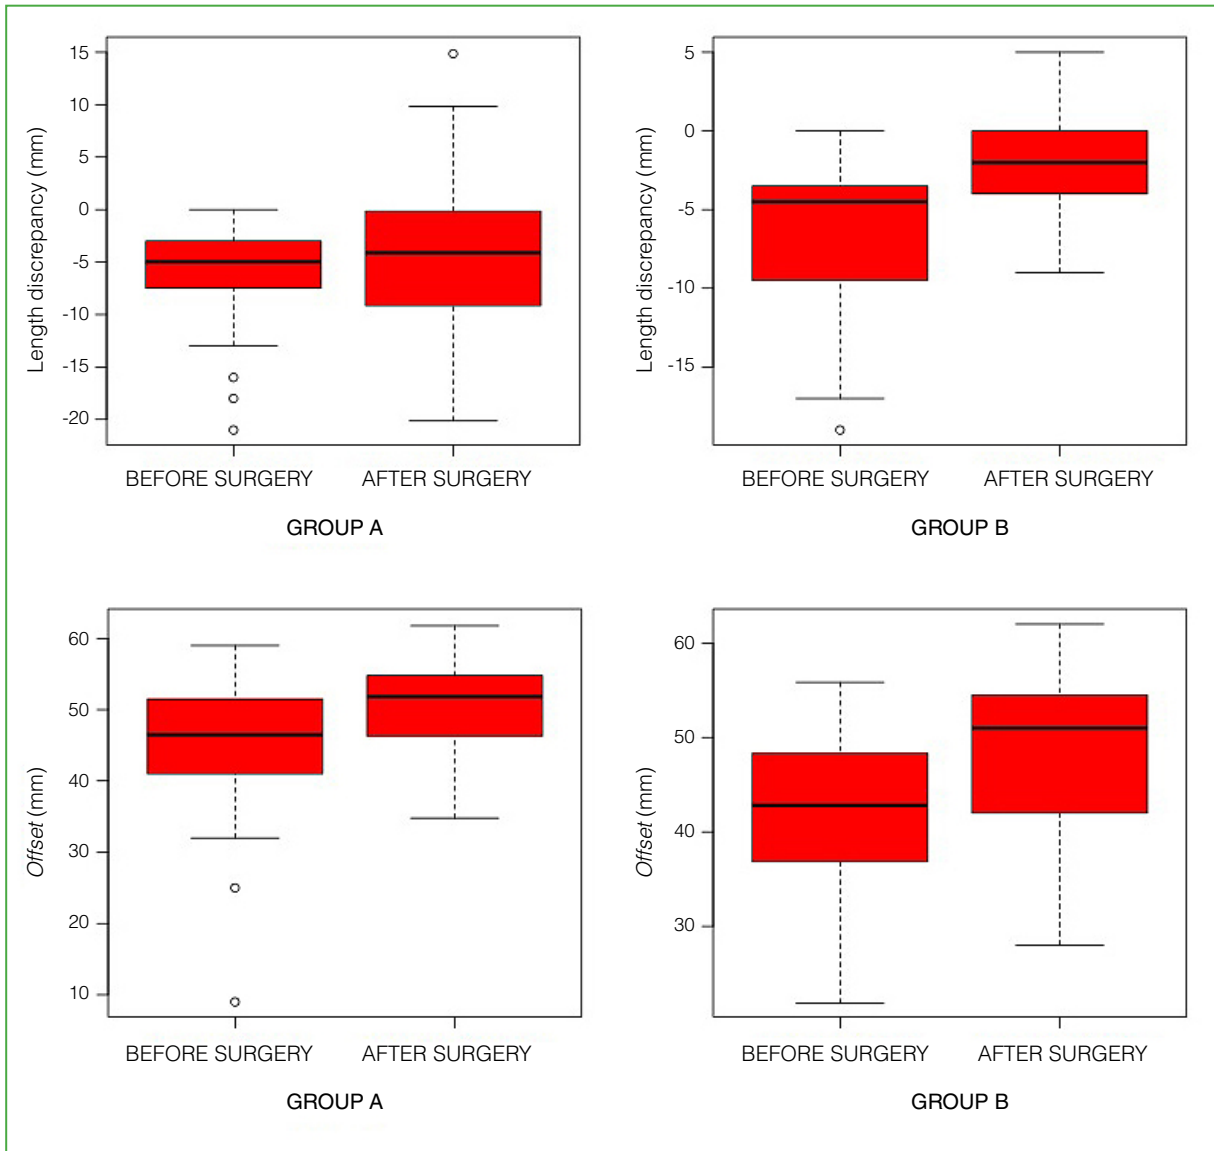 Length discrepancy (mm)
15
10
5
0
-5
-10
-15
-20
BEFORE SURGERY AFTER SURGERY
GROUP A
Length discrepancy (mm)
5
0
-5
-10
-15
BEFORE SURGERY AFTER SURGERY
GROUP B
Offset (mm)
60
50
40
30
20
10
BEFORE SURGERY AFTER SURGERY
GROUP A
Offset (mm)
60
50
40
30
BEFORE SURGERY AFTER SURGERY
GROUP B